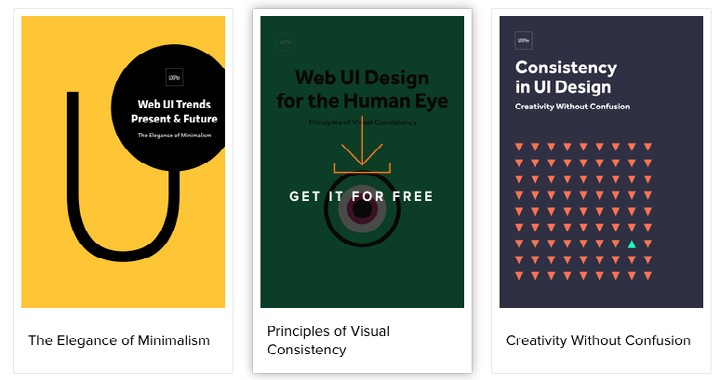 UXPin
Web UI Trends
Present & Future
The Elegance of Minimalism
The Elegance of Minimalism
UXPin
Web UI Design
for the Human Eye
Principles of Visual Consistency
GET IT FOR FREE
Principles of Visual
Consistency
UXPin
Consistency
in UI Design
Creativity Without Confusion
Creativity Without Confusion